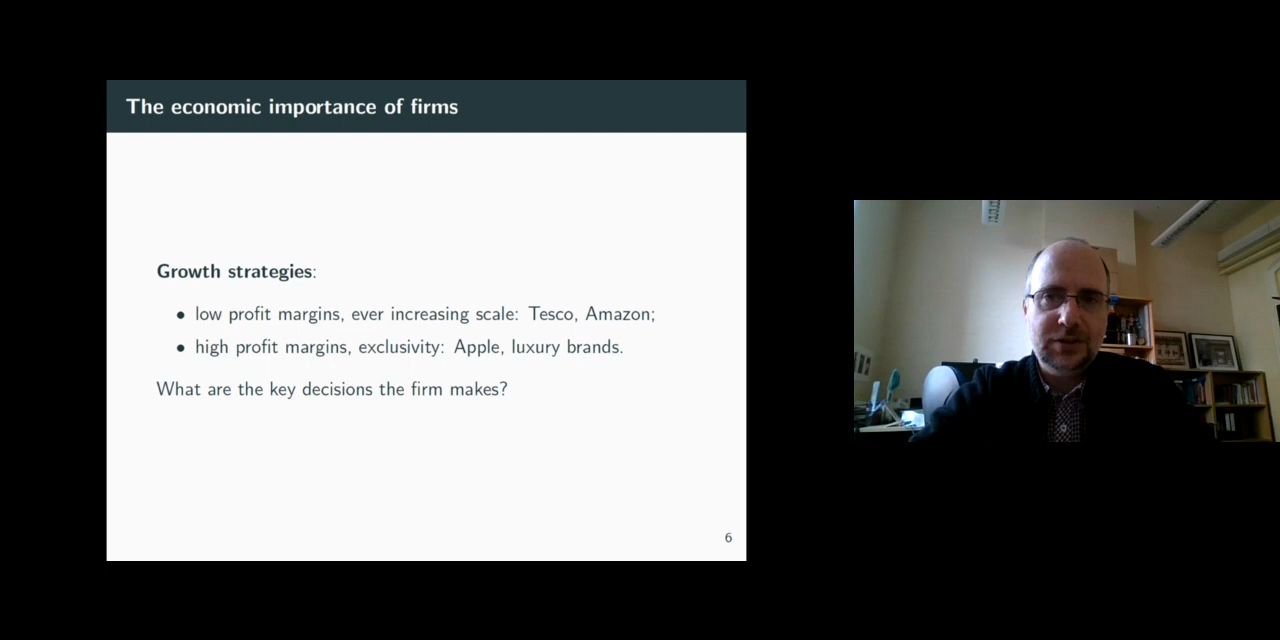 The economic importance of firms
Growth strategies:
• low profit margins, ever increasing scale: Tesco, Amazon;
• high profit margins, exclusivity: Apple, luxury brands.
What are the key decisions the firm makes?
6